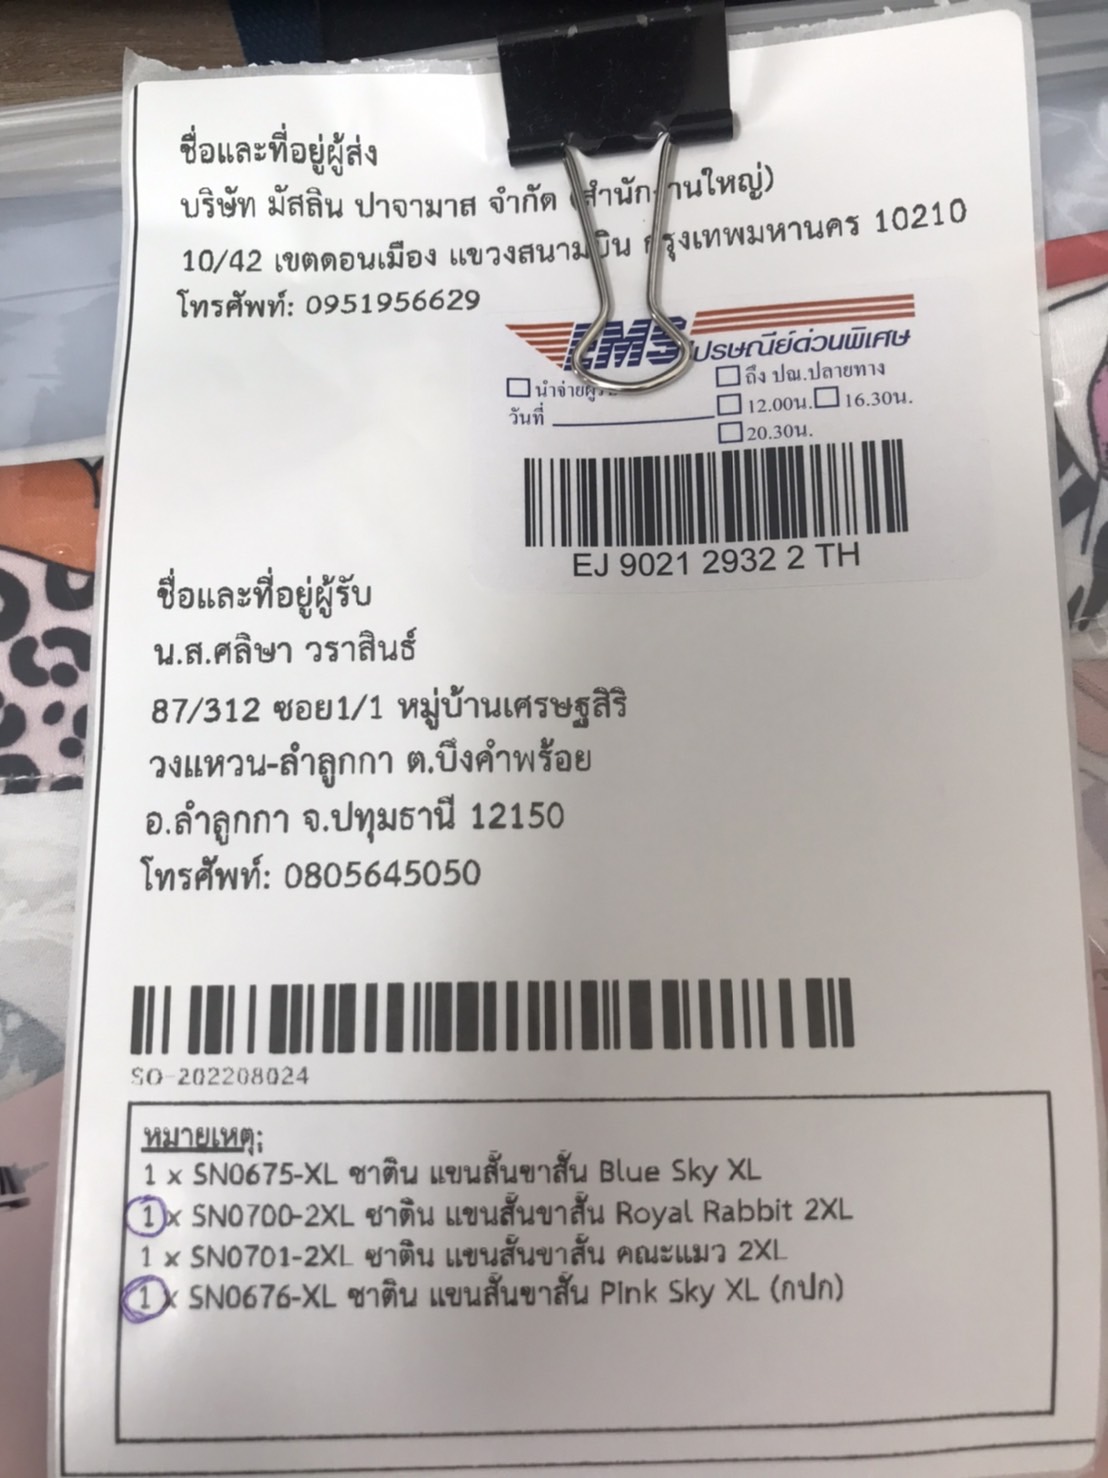 ชื่อและที่อยู่ผู้ส่ง
บริษัท มัสลิน ปาจามาส จำกัด (สำนักงานใหญ่)
10/42 เขตดอนเมือง แขวงสนามบิน กรุงเทพมหานคร 10210
โทรศัพท์: 0951956629
EMS ไปรษณีย์ด่วนพิเศษ
ถึง ปณ.ปลายทาง
วันที่
12.00น. 16.30น.
20.30น.
EJ 9021 2932 2 TH
ชื่อและที่อยู่ผู้รับ
น.ส.ศลิษา วราสินธ์
87/312 ซอย1/1 หมู่บ้านเศรษฐสิริ
วงแหวน-ลำลูกกา ต.บึงคำพร้อย
อ.ลำลูกกา จ.ปทุมธานี 12150
โทรศัพท์: 0805645050
SO-202208024
หมายเหตุ;
1 x SN0675-XL ซาติน แขนสั้นขาสั้น Blue Sky XL
1 x SN0700-2XL ซาติน แขนสั้นขาสั้น Royal Rabbit 2XL
1 x SN0701-2XL ซาติน แขนสั้นขาสั้น คณะแมว 2XL
1 x SN0676-XL ซาติน แขนสั้นขาสั้น Pink Sky XL (กปก)